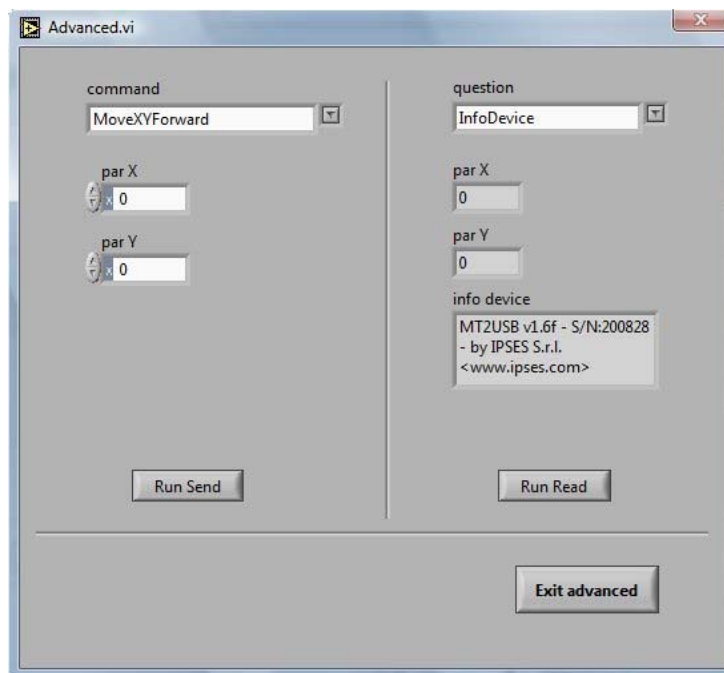 Advanced.vi
X
command
MoveXYForward
par X
x 0
par Y
x 0
Run Send
question
InfoDevice
par X
0
par Y
0
info device
MT2USB v1.6f - S/N:200828
- by IPSES S.r.l.
<www.ipses.com>
Run Read
Exit advanced